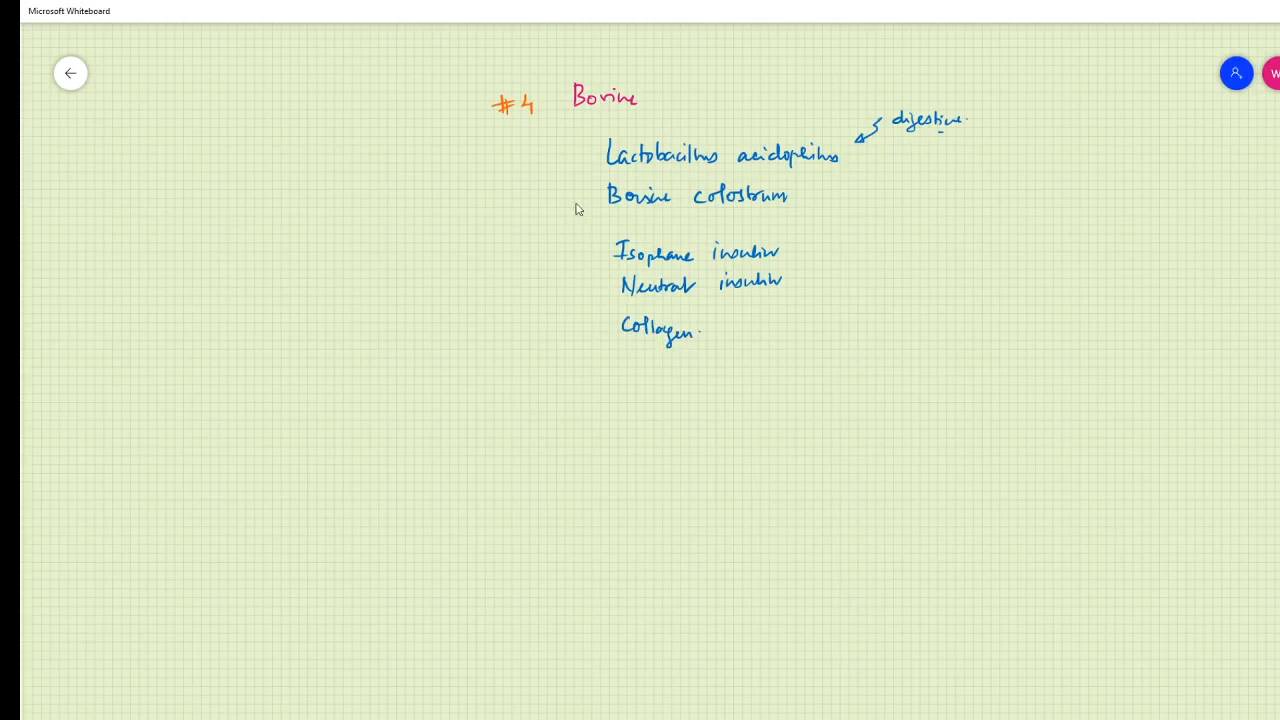 Microsoft Whiteboard
#4 Bovine
digestive.
Lactobacillus acidophilus
Bovine colostrum
Isophane insulin
Neutral insulin
Collagen.
W